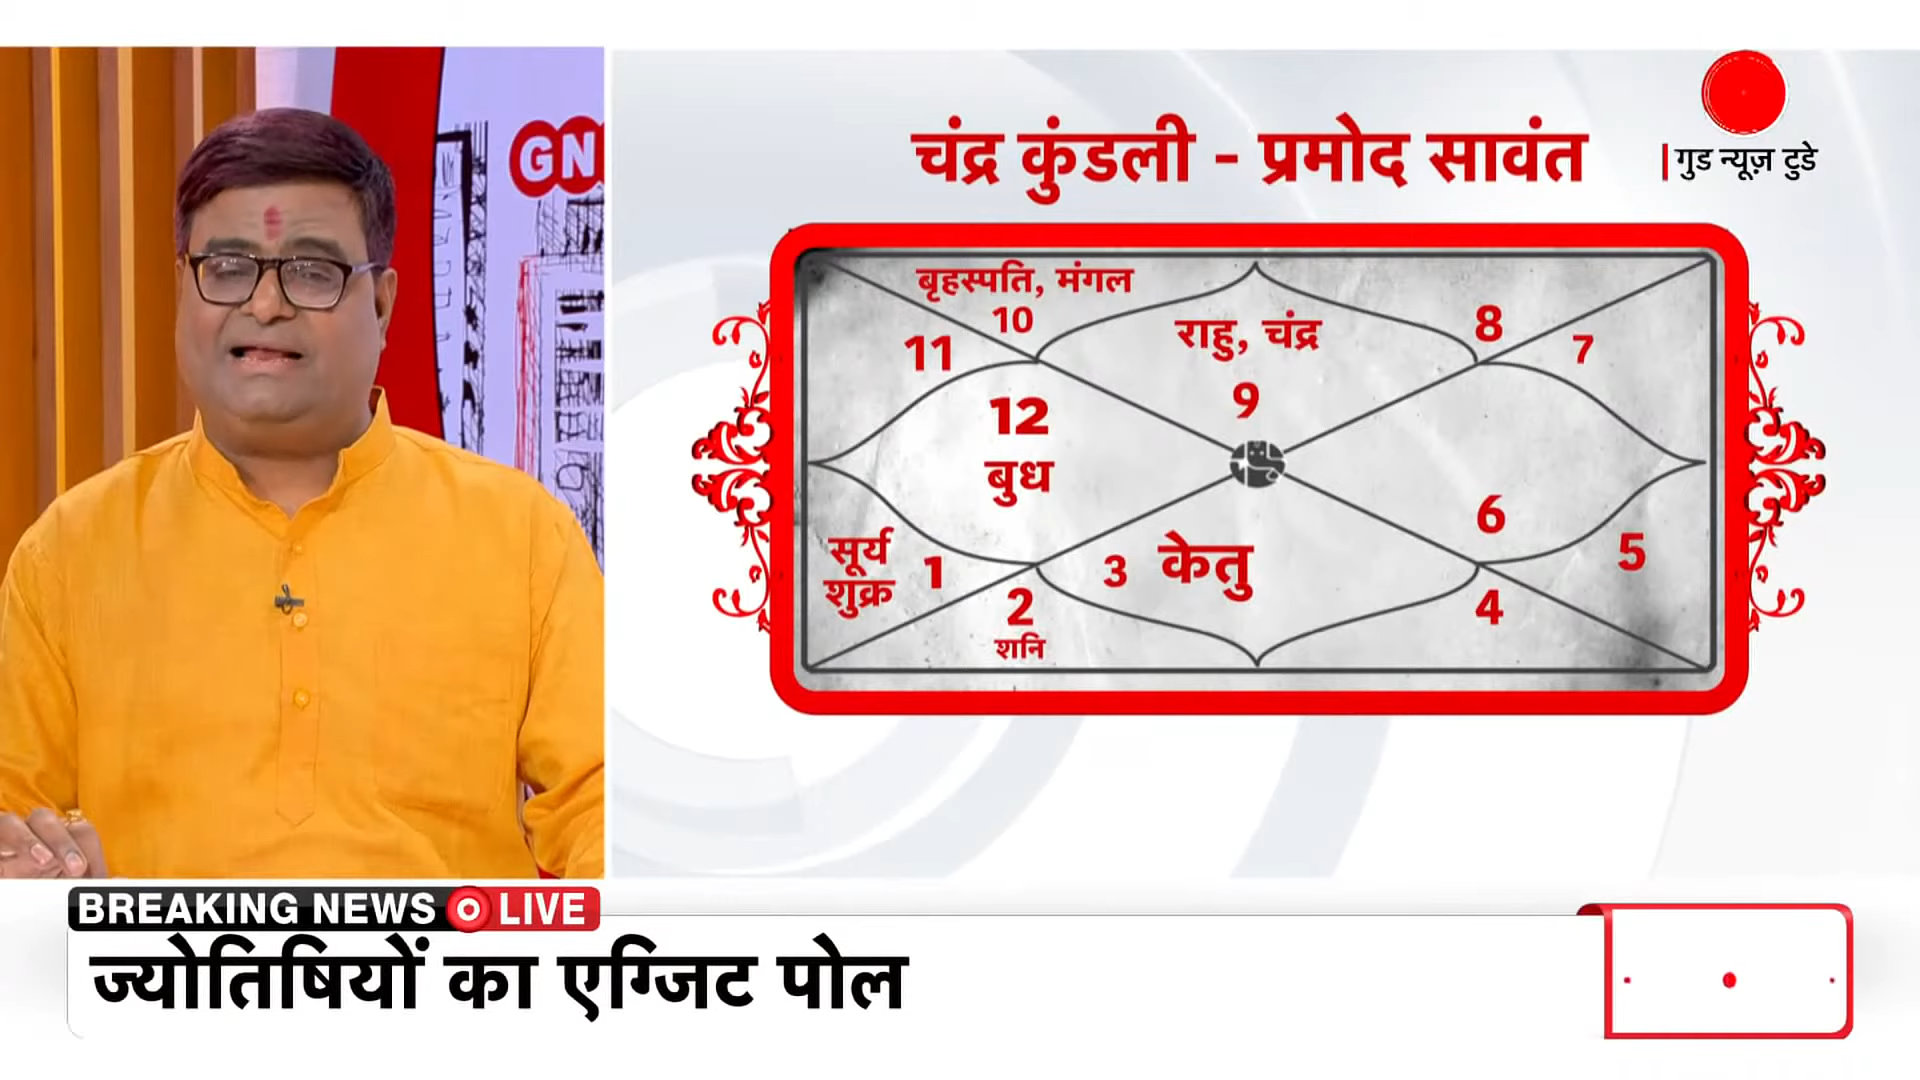 GN
चंद्र कुंडली - प्रमोद सावंत
गुड न्यूज़ टुडे
बृहस्पति, मंगल
10
11
राहु, चंद्र
9
8
7
12
बुध
सूर्य
शुक्र
1
2
शनि
3 केतु
6
5
4
BREAKING NEWS LIVE
ज्योतिषियों का एग्जिट पोल